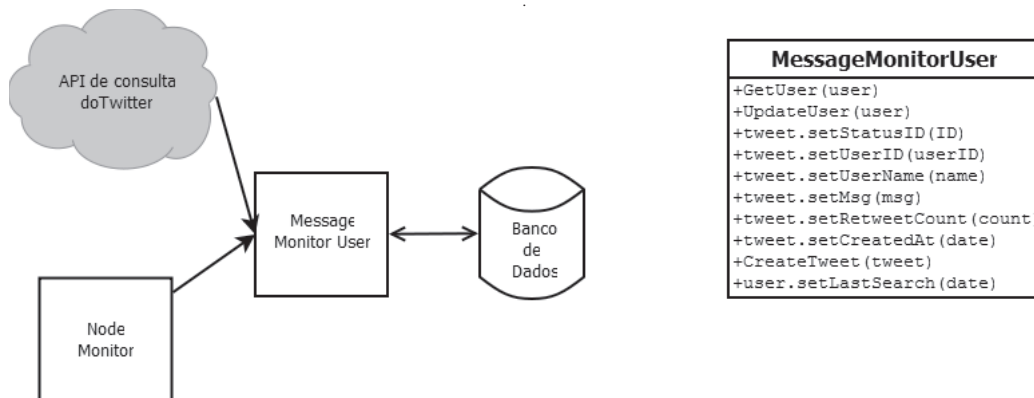 API de consulta
doTwitter
Message
Monitor User
Banco
de
Dados
Node
Monitor
MessageMonitorUser
+GetUser(user)
+UpdateUser(user)
+tweet.setStatusID(ID)
+tweet.setUserID(userID)
+tweet.setUserName(name)
+tweet.setMsg(msg)
+tweet.setRetweetCount(count)
+tweet.setCreatedAt(date)
+CreateTweet(tweet)
+user.setLastSearch(date)